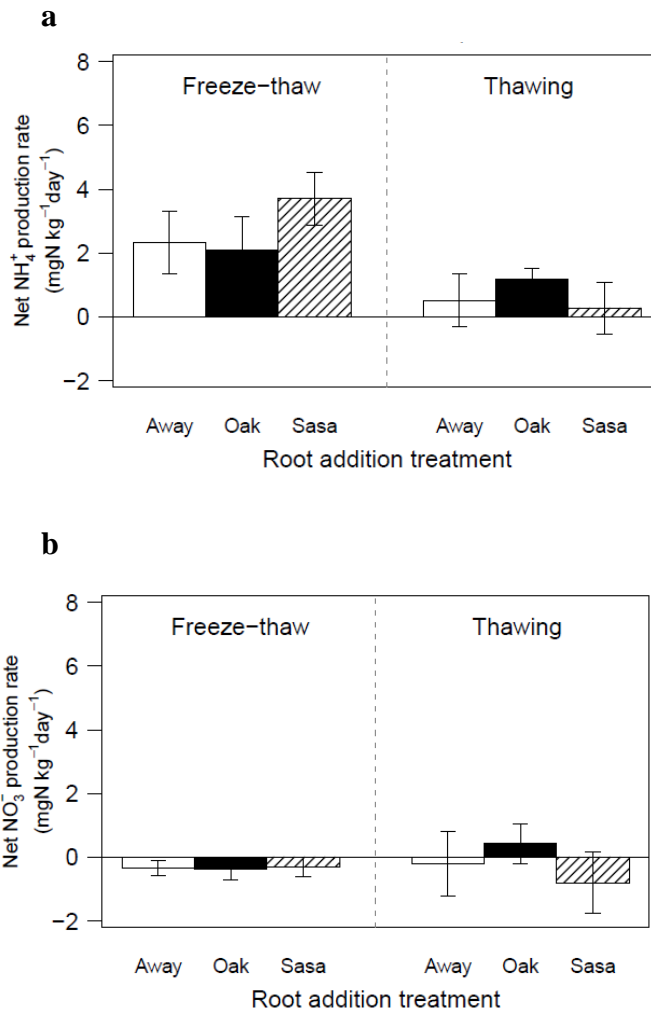 a
Freeze−thaw Thawing
8
6
4
2
0
−2
Net NH₄⁺ production rate
(mgN kg⁻¹day⁻¹)
Away Oak Sasa Away Oak Sasa
Root addition treatment
b
Freeze−thaw Thawing
8
6
4
2
0
−2
Net NO₃⁻ production rate
(mgN kg⁻¹day⁻¹)
Away Oak Sasa Away Oak Sasa
Root addition treatment